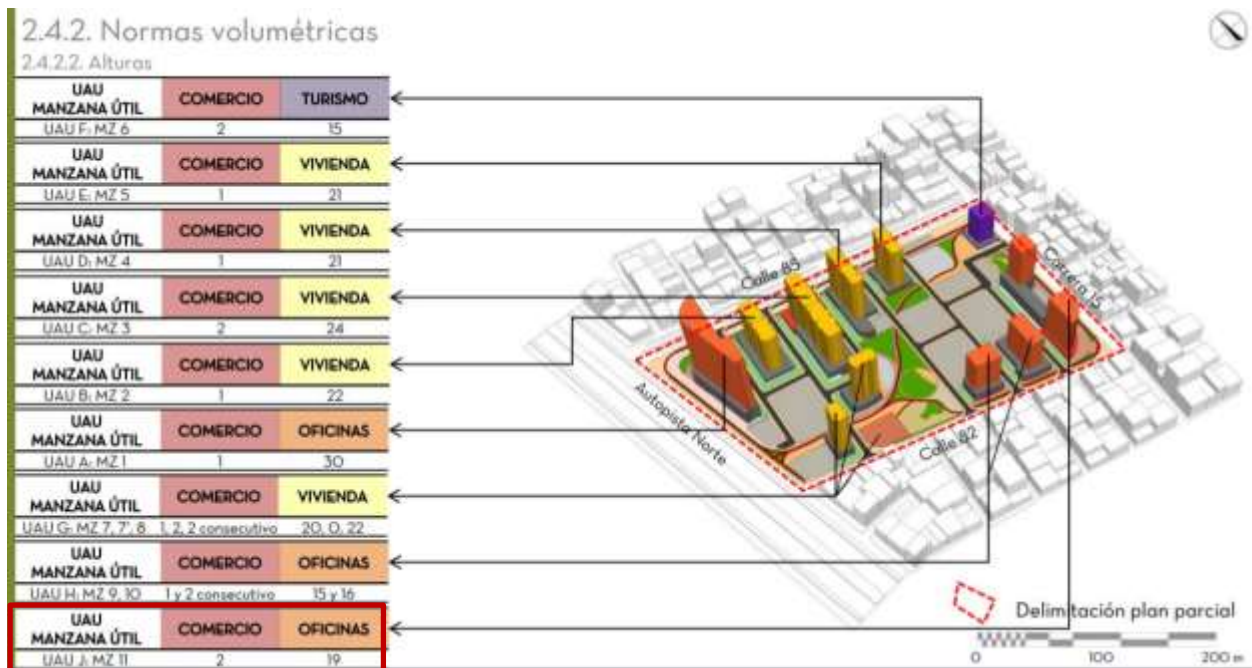 2.4.2. Normas volumétricas
2.4.2.2. Alturas
UAU MANZANA ÚTIL COMERCIO TURISMO
UAU F: MZ 6 2 15
UAU MANZANA ÚTIL COMERCIO VIVIENDA
UAU E: MZ 5 1 21
UAU MANZANA ÚTIL COMERCIO VIVIENDA
UAU D: MZ 4 1 21
UAU MANZANA ÚTIL COMERCIO VIVIENDA
UAU C: MZ 3 2 24
UAU MANZANA ÚTIL COMERCIO VIVIENDA
UAU B: MZ 2 1 22
UAU MANZANA ÚTIL COMERCIO OFICINAS
UAU A: MZ 1 1 30
UAU MANZANA ÚTIL COMERCIO VIVIENDA
UAU G: MZ 7, 7', 8 1, 2, 2 consecutivo 20, 0, 22
UAU MANZANA ÚTIL COMERCIO OFICINAS
UAU H: MZ 9, 10 1 y 2 consecutivo 15 y 16
UAU MANZANA ÚTIL COMERCIO OFICINAS
UAU J: MZ 11 2 19
Calle 85
Carrera 15
Autopista Norte
Calle 82
Delimitación plan parcial
0 100 200 m